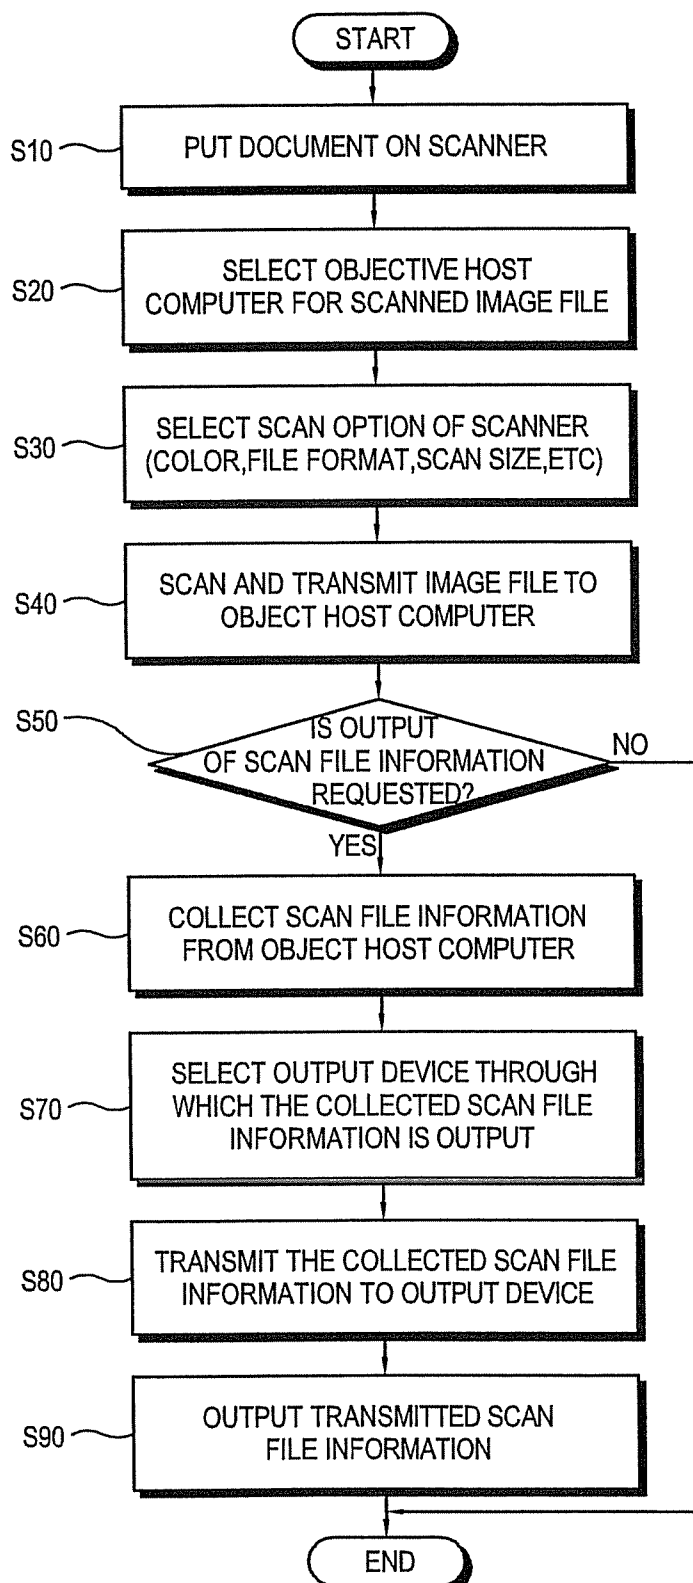 START
S10
PUT DOCUMENT ON SCANNER
S20
SELECT OBJECTIVE HOST
COMPUTER FOR SCANNED IMAGE FILE
S30
SELECT SCAN OPTION OF SCANNER
(COLOR,FILE FORMAT,SCAN SIZE,ETC)
S40
SCAN AND TRANSMIT IMAGE FILE TO
OBJECT HOST COMPUTER
S50
IS OUTPUT
OF SCAN FILE INFORMATION
REQUESTED?
NO
YES
S60
COLLECT SCAN FILE INFORMATION
FROM OBJECT HOST COMPUTER
S70
SELECT OUTPUT DEVICE THROUGH
WHICH THE COLLECTED SCAN FILE
INFORMATION IS OUTPUT
S80
TRANSMIT THE COLLECTED SCAN FILE
INFORMATION TO OUTPUT DEVICE
S90
OUTPUT TRANSMITTED SCAN
FILE INFORMATION
END